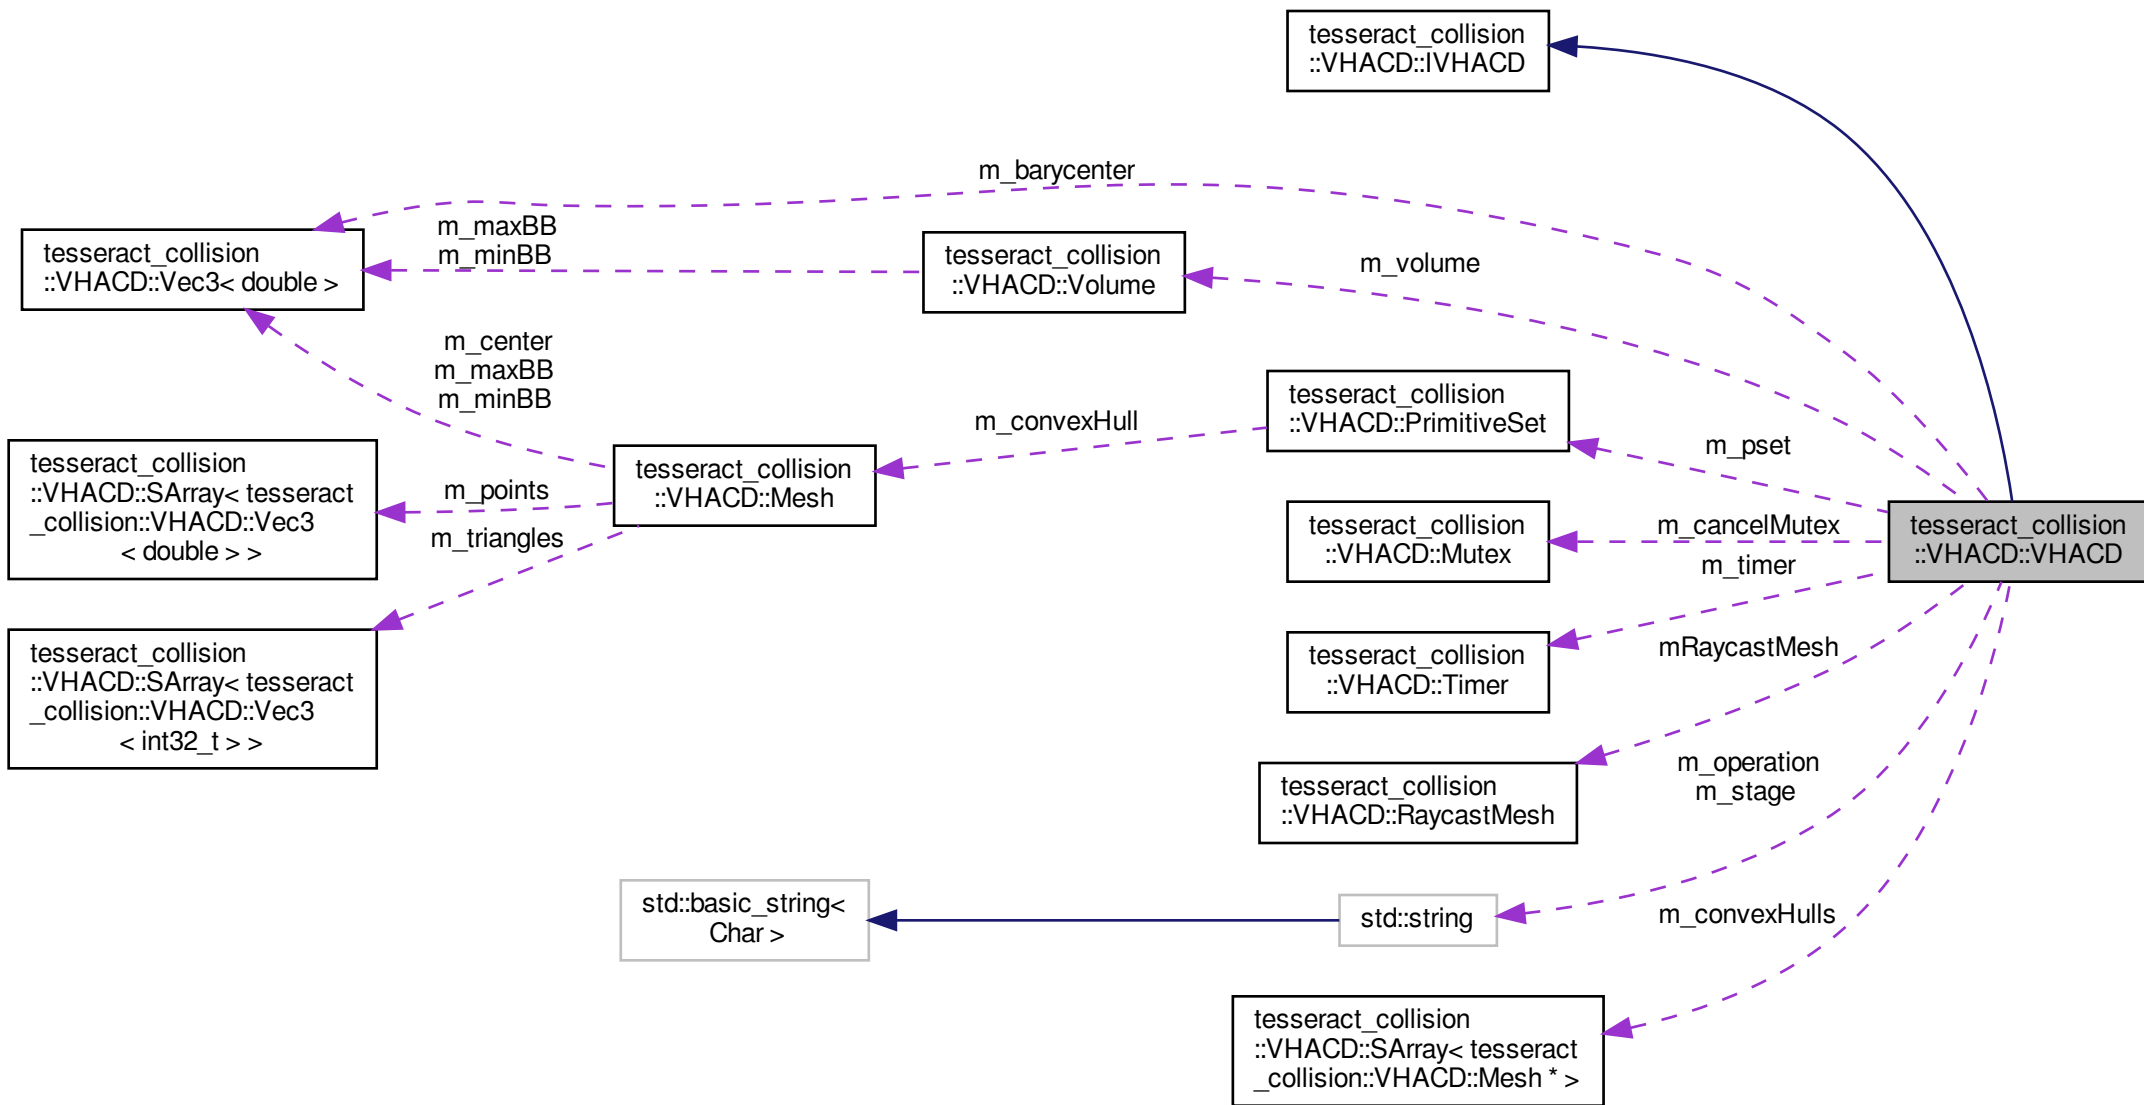 tesseract_collision
::VHACD::IVHACD
m_barycenter
m_maxBB
m_minBB
tesseract_collision
::VHACD::Vec3< double >
tesseract_collision
::VHACD::Volume
m_volume
m_center
m_maxBB
m_minBB
tesseract_collision
::VHACD::PrimitiveSet
m_convexHull
m_pset
tesseract_collision
::VHACD::SArray< tesseract
_collision::VHACD::Vec3
< double > >
m_points
m_triangles
tesseract_collision
::VHACD::Mesh
tesseract_collision
::VHACD::Mutex
m_cancelMutex
m_timer
tesseract_collision
::VHACD::VHACD
tesseract_collision
::VHACD::SArray< tesseract
_collision::VHACD::Vec3
< int32_t > >
tesseract_collision
::VHACD::Timer
mRaycastMesh
tesseract_collision
::VHACD::RaycastMesh
m_operation
m_stage
std::basic_string<
Char >
std::string
m_convexHulls
tesseract_collision
::VHACD::SArray< tesseract
_collision::VHACD::Mesh * >